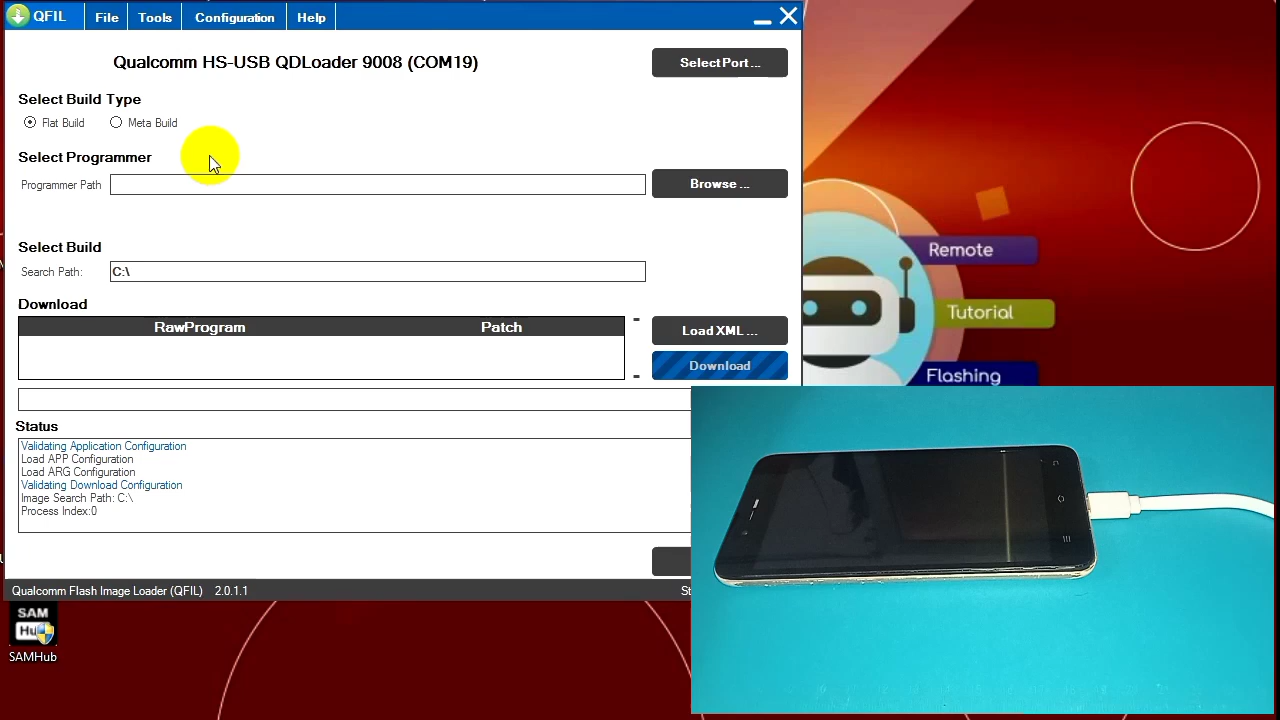 QFIL File Tools Configuration Help
Qualcomm HS-USB QDLoader 9008 (COM19)
Select Port ...
Select Build Type
Flat Build Meta Build
Select Programmer
Programmer Path
Browse ...
Select Build
Search Path: C:\
Download
RawProgram Patch
Load XML ...
Download
Status
Validating Application Configuration
Load APP Configuration
Load ARG Configuration
Validating Download Configuration
Image Search Path: C:\
Process Index:0
Qualcomm Flash Image Loader (QFIL) 2.0.1.1
Remote
Tutorial
Flashing
SAM
SAMHub